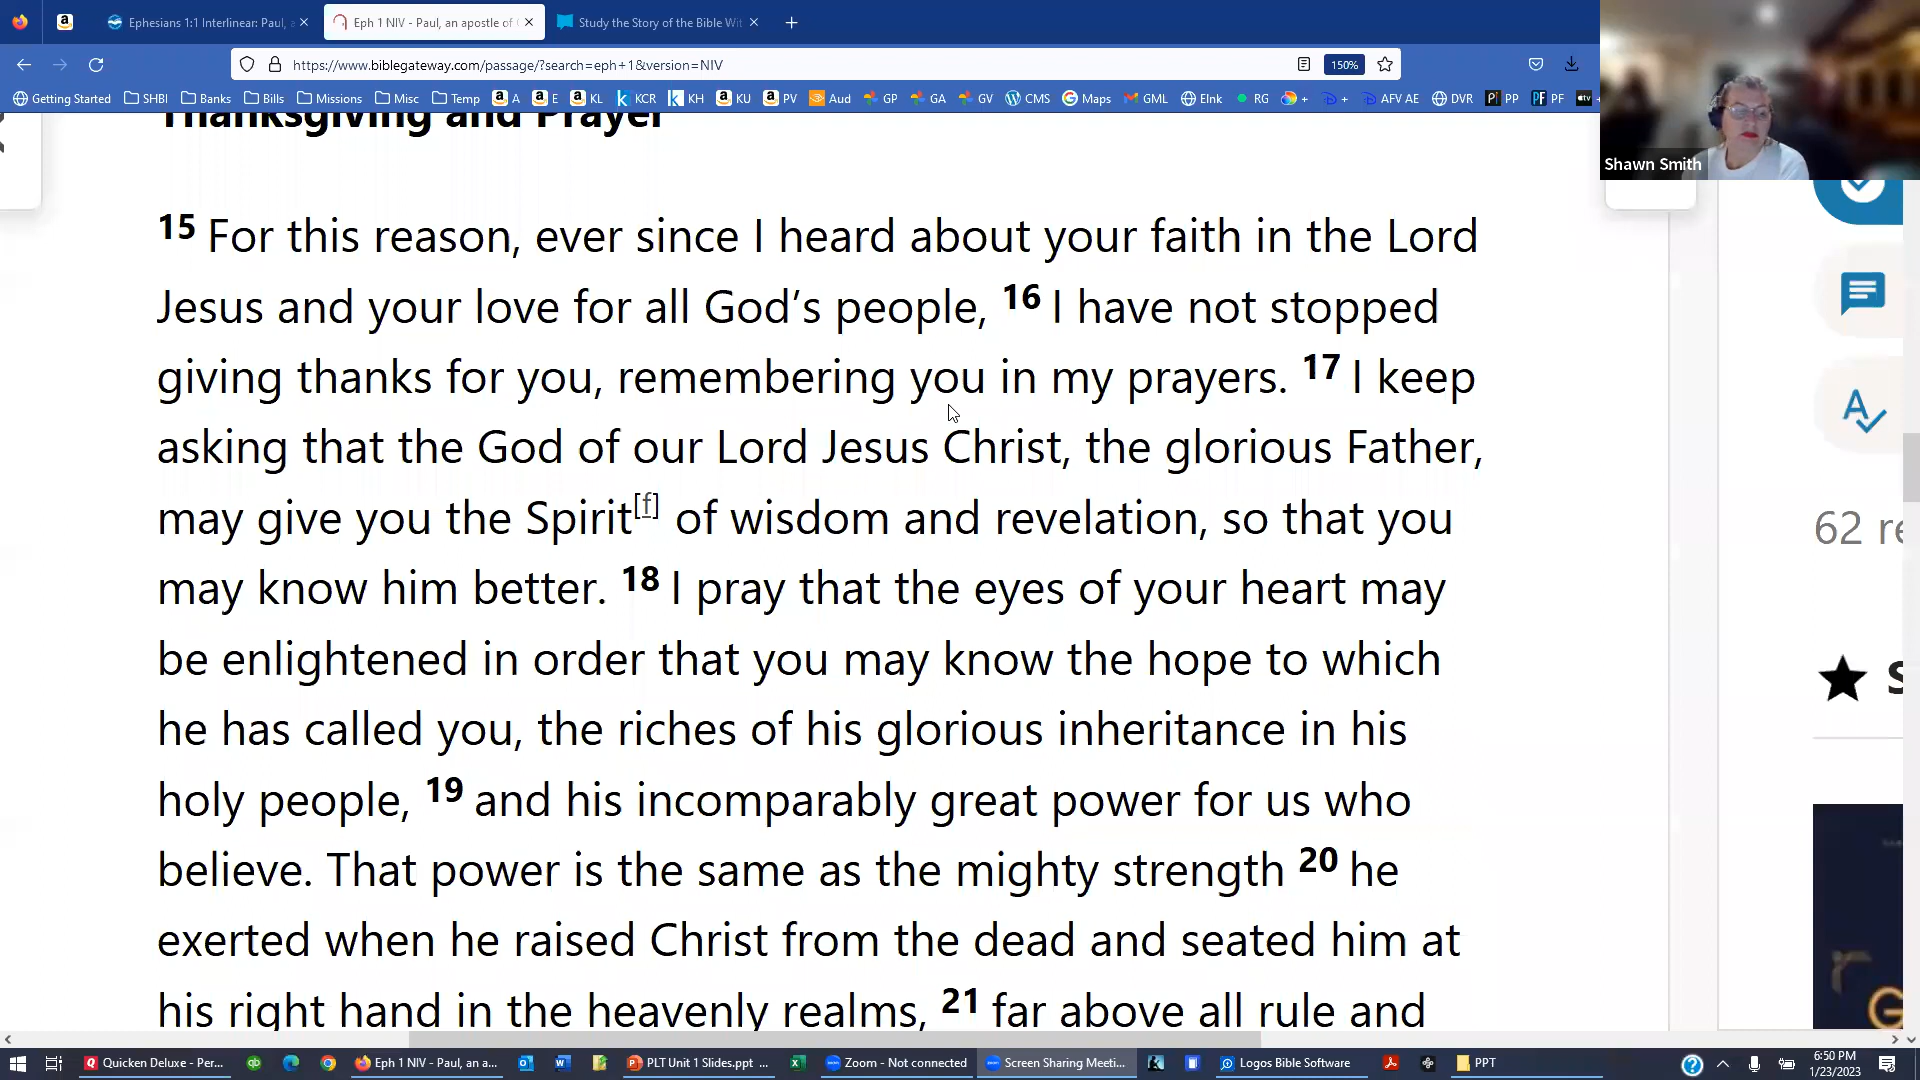 Ephesians 1:1 Interlinear: Paul, a
Eph 1 NIV - Paul, an apostle of
Study the Story of the Bible Wit
https://www.biblegateway.com/passage/?search=eph+1&version=NIV
150%
Getting Started
SHBI
Banks
Bills
Missions
Misc
Temp
A
E
KL
KCR
KH
KU
PV
Aud
GP
GA
GV
CMS
Maps
GML
EInk
RG
+
+
AFV AE
DVR
PP
PF
Shawn Smith
Thanksgiving and Prayer
15 For this reason, ever since I heard about your faith in the Lord
Jesus and your love for all God’s people, 16 I have not stopped
giving thanks for you, remembering you in my prayers. 17 I keep
asking that the God of our Lord Jesus Christ, the glorious Father,
may give you the Spirit[f] of wisdom and revelation, so that you
may know him better. 18 I pray that the eyes of your heart may
be enlightened in order that you may know the hope to which
he has called you, the riches of his glorious inheritance in his
holy people, 19 and his incomparably great power for us who
believe. That power is the same as the mighty strength 20 he
exerted when he raised Christ from the dead and seated him at
his right hand in the heavenly realms, 21 far above all rule and
62 re
S
Quicken Deluxe - Per...
Eph 1 NIV - Paul, an a...
PLT Unit 1 Slides.ppt ...
Zoom - Not connected
Screen Sharing Meeti...
Logos Bible Software
PPT
6:50 PM
1/23/2023